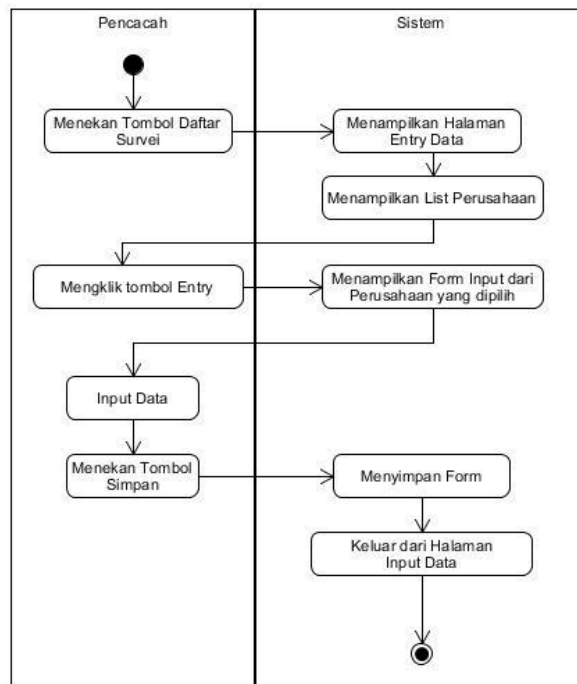 Pencacah
Sistem
Menekan Tombol Daftar
Survei
Menampilkan Halaman
Entry Data
Menampilkan List Perusahaan
Mengklik tombol Entry
Menampilkan Form Input dari
Perusahaan yang dipilih
Input Data
Menekan Tombol
Simpan
Menyimpan Form
Keluar dari Halaman
Input Data